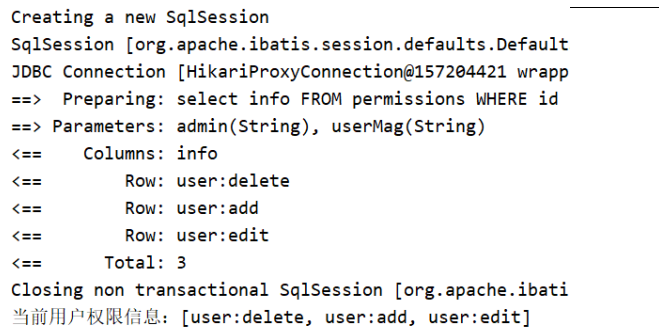 Creating a new SqlSession
SqlSession [org.apache.ibatis.session.defaults.Default
JDBC Connection [HikariProxyConnection@157204421 wrapp
==>  Preparing: select info FROM permissions WHERE id
==> Parameters: admin(String), userMag(String)
<==    Columns: info
<==        Row: user:delete
<==        Row: user:add
<==        Row: user:edit
<==      Total: 3
Closing non transactional SqlSession [org.apache.ibati
当前用户权限信息：[user:delete, user:add, user:edit]